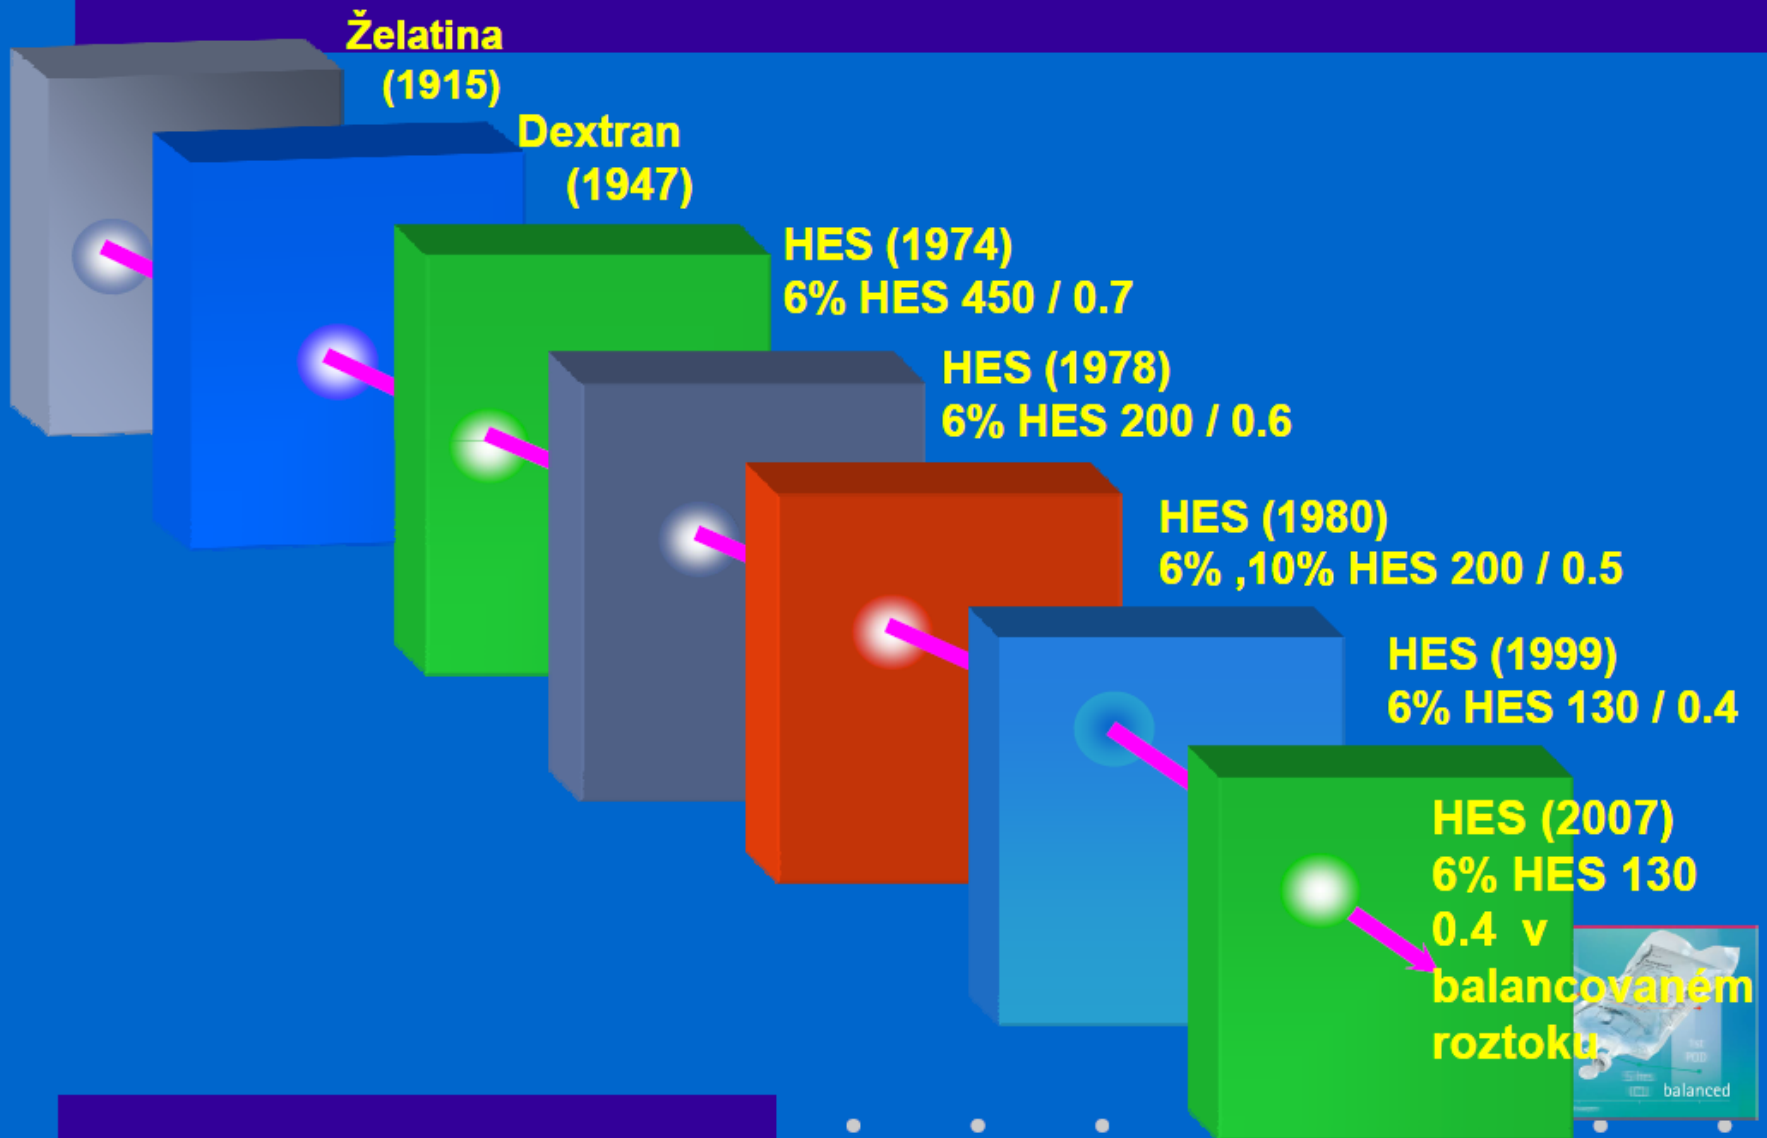 Želatina
(1915)
Dextran
(1947)
HES (1974)
6% HES 450 / 0.7
HES (1978)
6% HES 200 / 0.6
HES (1980)
6% ,10% HES 200 / 0.5
HES (1999)
6% HES 130 / 0.4
HES (2007)
6% HES 130
0.4 v
balancovaném
roztoku
balanced